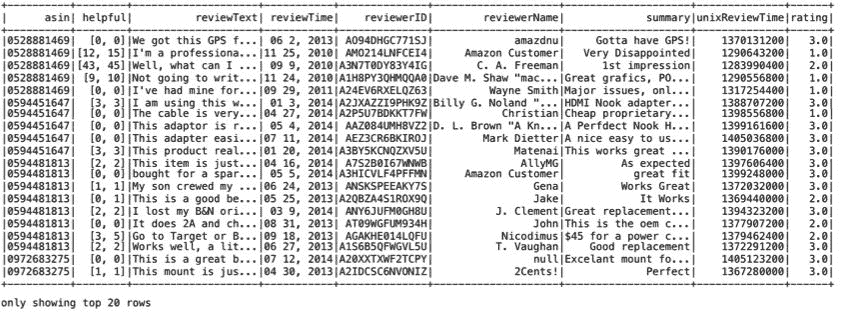 | asin| helpful| reviewText| reviewTime| reviewerID| reviewerName| summary|unixReviewTime|rating|
|0528881469| [0, 0]|We got this GPS f...| 06 2, 2013| AO94DHGC771SJ| amazdnu| Gotta have GPS!| 1370131200| 3.0|
|0528881469|[12, 15]|I'm a professiona...|11 25, 2010| AMO214LNFCEI4| Amazon Customer| Very Disappointed| 1290643200| 1.0|
|0528881469|[43, 45]|Well, what can I ...| 09 9, 2010|A3N7T0DY83Y4IG| C. A. Freeman| 1st impression| 1283990400| 2.0|
|0528881469| [9, 10]|Not going to writ...|11 24, 2010|A1H8PY3QHMQQA0|Dave M. Shaw "mac...|Great grafics, PO...| 1290556800| 1.0|
|0528881469| [0, 0]|I've had mine for...|09 29, 2011|A24EV6RXELQZ63| Wayne Smith|Major issues, onl...| 1317254400| 1.0|
|0594451647| [3, 3]|I am using this w...| 01 3, 2014|A2JXAZZI9PHK9Z|Billy G. Noland "...|HDMI Nook adapter...| 1388707200| 3.0|
|0594451647| [0, 0]|The cable is very...|04 27, 2014|A2P5U7BDKKT7FW| Christian|Cheap proprietary...| 1398556800| 1.0|
|0594451647| [0, 0]|This adaptor is r...| 05 4, 2014| AAZ084UMH8VZ2|D. L. Brown "A Kn...|A Perfdect Nook H...| 1399161600| 3.0|
|0594451647| [0, 0]|This adapter easi...|07 11, 2014| AEZ3CR6BKIROJ| Mark Dietter|A nice easy to us...| 1405036800| 3.0|
|0594451647| [3, 3]|This product real...|01 20, 2014|A3BY5KCNQZXV5U| Matenai|This works great ...| 1390176000| 3.0|
|0594481813| [2, 2]|This item is just...|04 16, 2014| A7S2B0I67WNWB| AllyMG| As expected| 1397606400| 3.0|
|0594481813| [0, 0]|bought for a spar...| 05 5, 2014|A3HICVLF4PFFMN| Amazon Customer| great fit| 1399248000| 3.0|
|0594481813| [1, 1]|My son crewed my ...|06 24, 2013| ANSKSPEEAKY7S| Gena| Works Great| 1372032000| 3.0|
|0594481813| [0, 1]|This is a good be...|05 25, 2013|A2QBZA4S1ROX9Q| Jake| It Works| 1369440000| 2.0|
|0594481813| [2, 2]|I lost my B&N ori...| 03 9, 2014| ANY6JUFM0GH8U| J. Clement|Great replacement...| 1394323200| 3.0|
|0594481813| [0, 0]|It does 2A and ch...|08 31, 2013| AT09WGFUM934H| John|This is the oem c...| 1377907200| 2.0|
|0594481813| [3, 5]|Go to Target or B...|09 18, 2013| AGAKHE014LQFU| Nicodimus|$45 for a power c...| 1379462400| 2.0|
|0594481813| [2, 2]|Works well, a lit...|06 27, 2013|A1S6B5QFWGVL5U| T. Vaughan| Good replacement| 1372291200| 3.0|
|0972683275| [0, 0]|This is a great b...|07 12, 2014|A20XXTXWF2TCPY| null|Excelant mount fo...| 1405123200| 3.0|
|0972683275| [1, 1]|This mount is jus...|04 30, 2013|A2IDCSC6NVONIZ| 2Cents!| Perfect| 1367280000| 3.0|
only showing top 20 rows